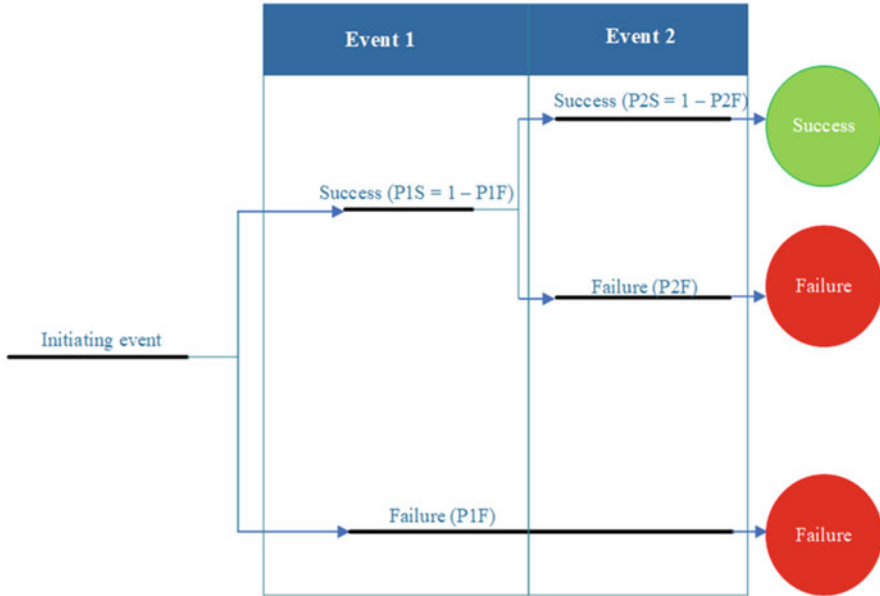 Event 1
Event 2
Success (P2S = 1 – P2F)
Success
Success (P1S = 1 – P1F)
Failure (P2F)
Failure
Initiating event
Failure (P1F)
Failure